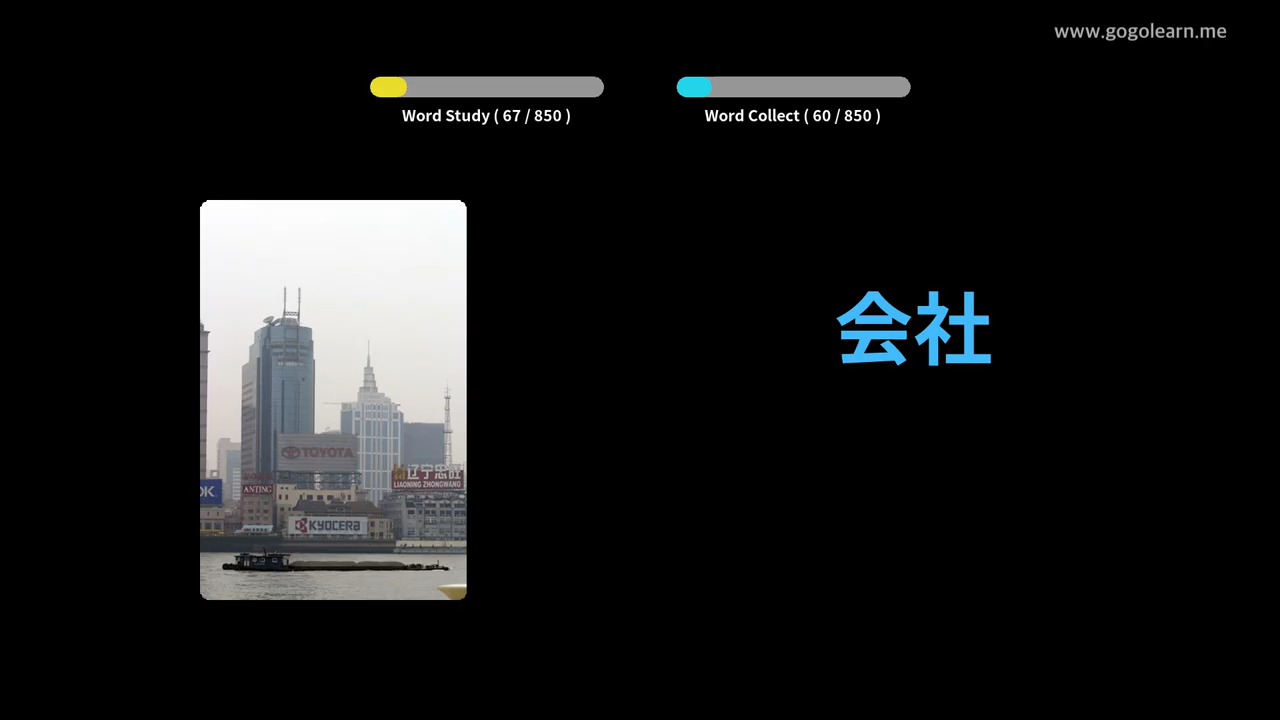 www.gogolearn.me
Word Study ( 67 / 850 )
Word Collect ( 60 / 850 )
会社
TOYOTA
辽宁忠旺
LIAONING ZHONGWANG
OK
ANTING
KYOCERA